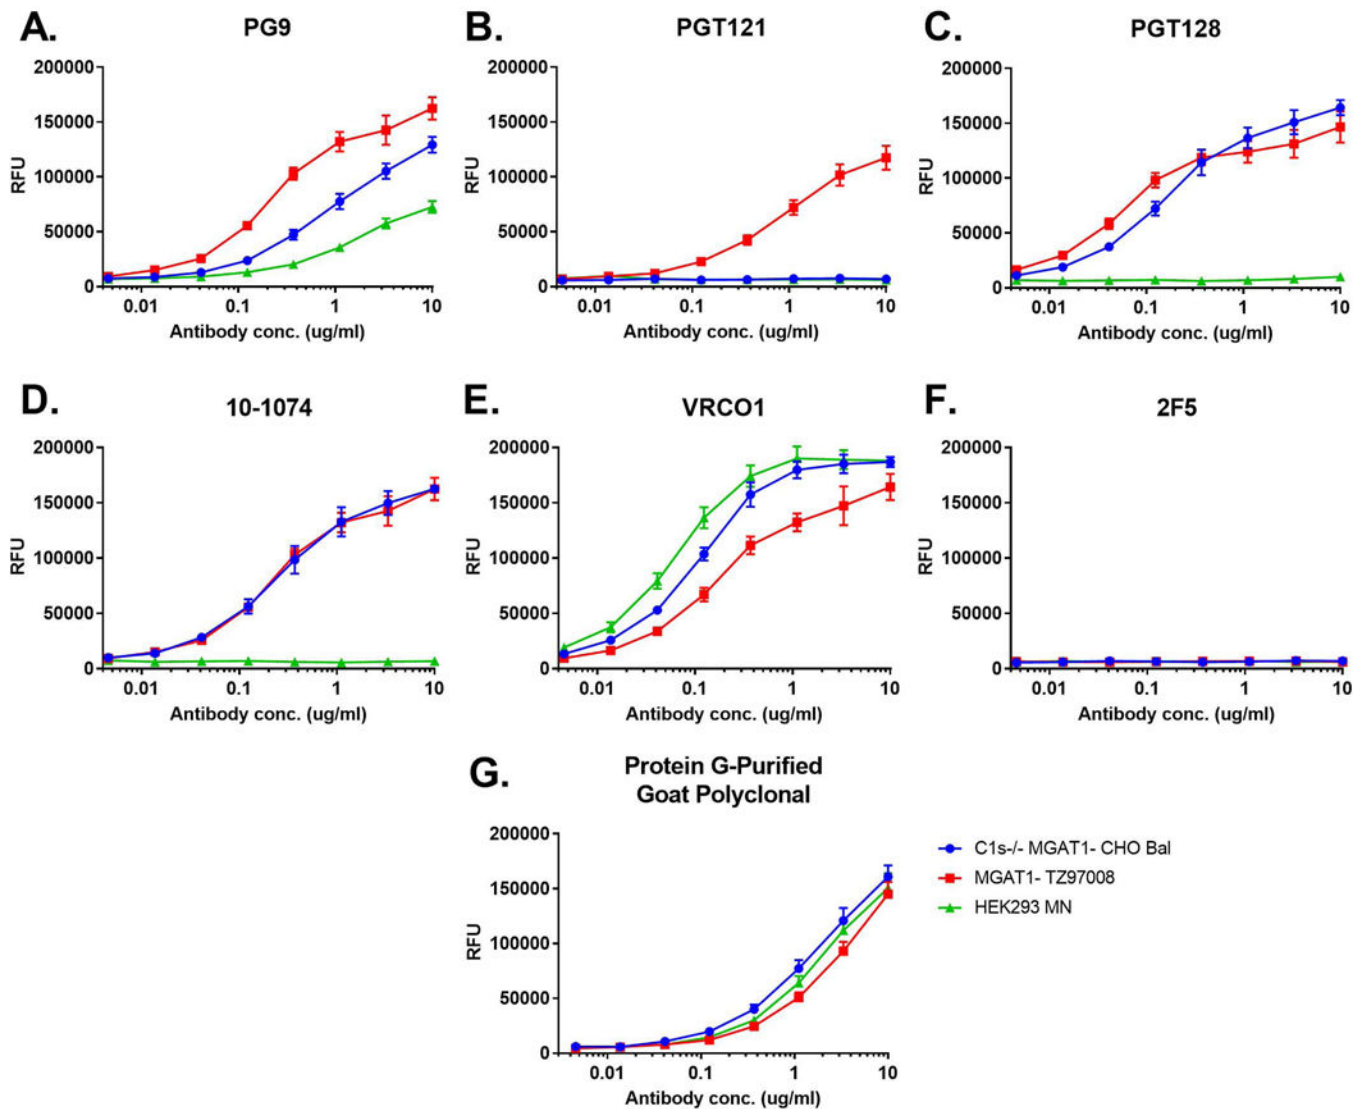 A.
PG9
200000
150000
100000
50000
0
RFU
0.01 0.1 1 10
Antibody conc. (ug/ml)
B.
PGT121
200000
150000
100000
50000
0
RFU
0.01 0.1 1 10
Antibody conc. (ug/ml)
C.
PGT128
200000
150000
100000
50000
0
RFU
0.01 0.1 1 10
Antibody conc. (ug/ml)
D.
10-1074
200000
150000
100000
50000
0
RFU
0.01 0.1 1 10
Antibody conc. (ug/ml)
E.
VRCO1
200000
150000
100000
50000
0
RFU
0.01 0.1 1 10
Antibody conc. (ug/ml)
F.
2F5
200000
150000
100000
50000
0
RFU
0.01 0.1 1 10
Antibody conc. (ug/ml)
G.
Protein G-Purified
Goat Polyclonal
200000
150000
100000
50000
0
RFU
0.01 0.1 1 10
Antibody conc. (ug/ml)
C1s-/- MGAT1- CHO Bal
MGAT1- TZ97008
HEK293 MN